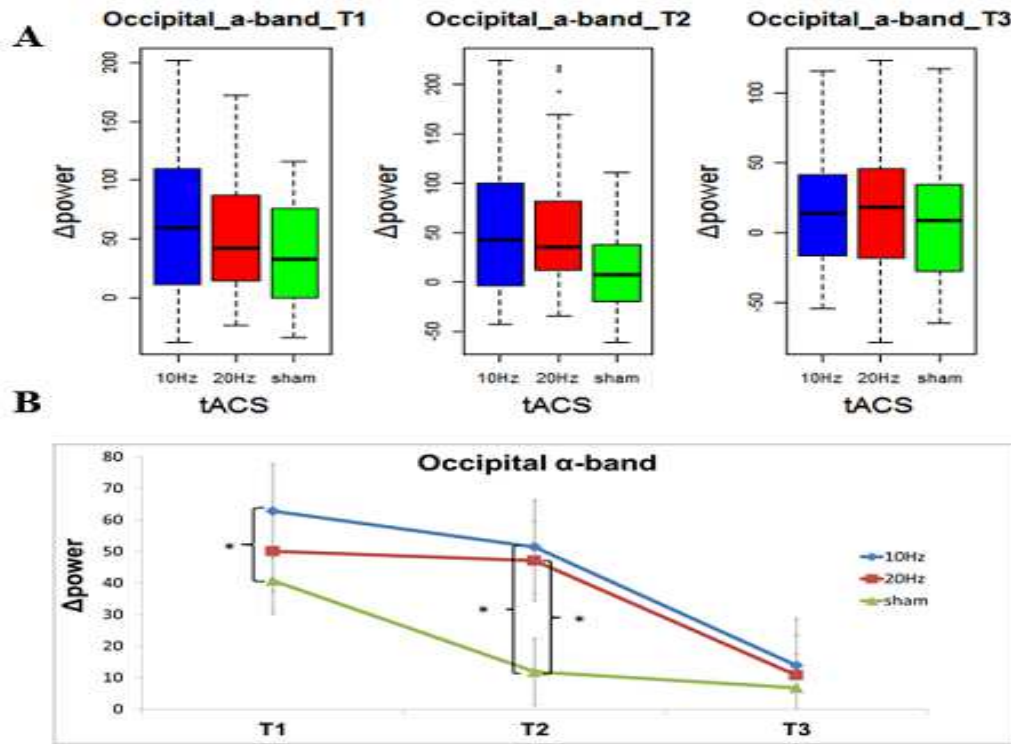 A
Occipital_a-band_T1
Occipital_a-band_T2
Occipital_a-band_T3
Δpower
200
150
100
50
0
10Hz 20Hz sham
tACS
Δpower
200
150
100
50
0
-50
10Hz 20Hz sham
tACS
Δpower
100
50
0
-50
10Hz 20Hz sham
tACS
B
Occipital α-band
Δpower
80
70
60
50
40
30
20
10
0
*
*
*
T1 T2 T3
10Hz
20Hz
sham